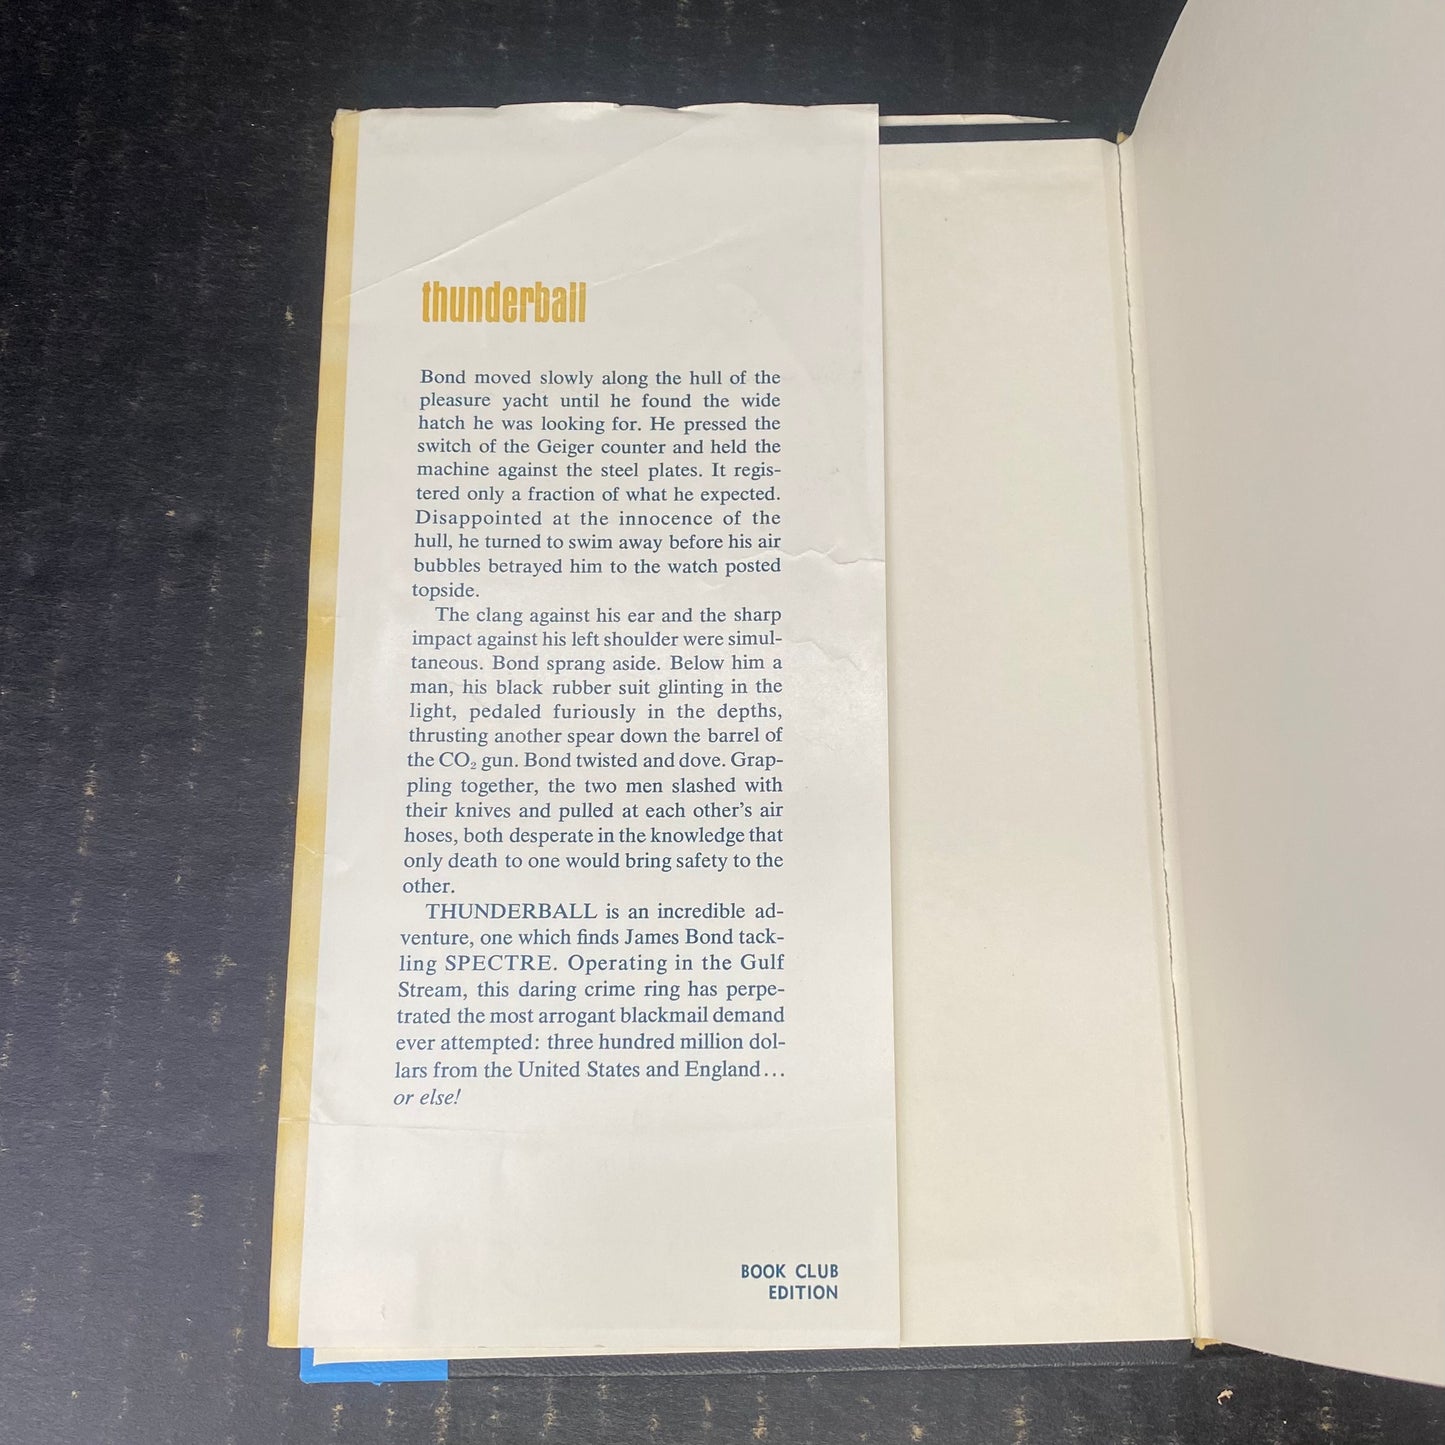 thunderball
Bond moved slowly along the hull of the
pleasure yacht until he found the wide
hatch he was looking for. He pressed the
switch of the Geiger counter and held the
machine against the steel plates. It regis-
tered only a fraction of what he expected.
Disappointed at the innocence of the
hull, he turned to swim away before his air
bubbles betrayed him to the watch posted
topside.
The clang against his ear and the sharp
impact against his left shoulder were simul-
taneous. Bond sprang aside. Below him a
man, his black rubber suit glinting in the
light, pedaled furiously in the depths,
thrusting another spear down the barrel of
the CO₂ gun. Bond twisted and dove. Grap-
pling together, the two men slashed with
their knives and pulled at each other's air
hoses, both desperate in the knowledge that
only death to one would bring safety to the
other.
THUNDERBALL is an incredible ad-
venture, one which finds James Bond tack-
ling SPECTRE. Operating in the Gulf
Stream, this daring crime ring has perpe-
trated the most arrogant blackmail demand
ever attempted: three hundred million dol-
lars from the United States and England...
or else!
BOOK CLUB
EDITION